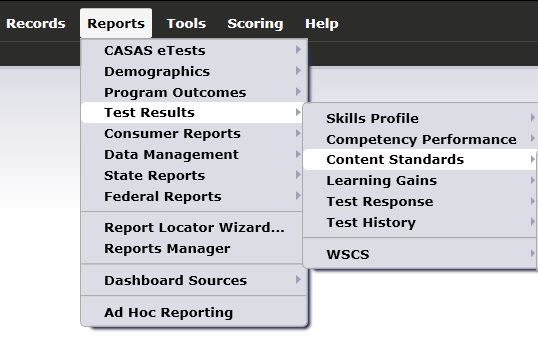 Records Reports Tools Scoring Help
CASAS eTests
Demographics
Program Outcomes
Test Results
Consumer Reports
Data Management
State Reports
Federal Reports
Report Locator Wizard...
Reports Manager
Dashboard Sources
Ad Hoc Reporting
Skills Profile
Competency Performance
Content Standards
Learning Gains
Test Response
Test History
WSCS